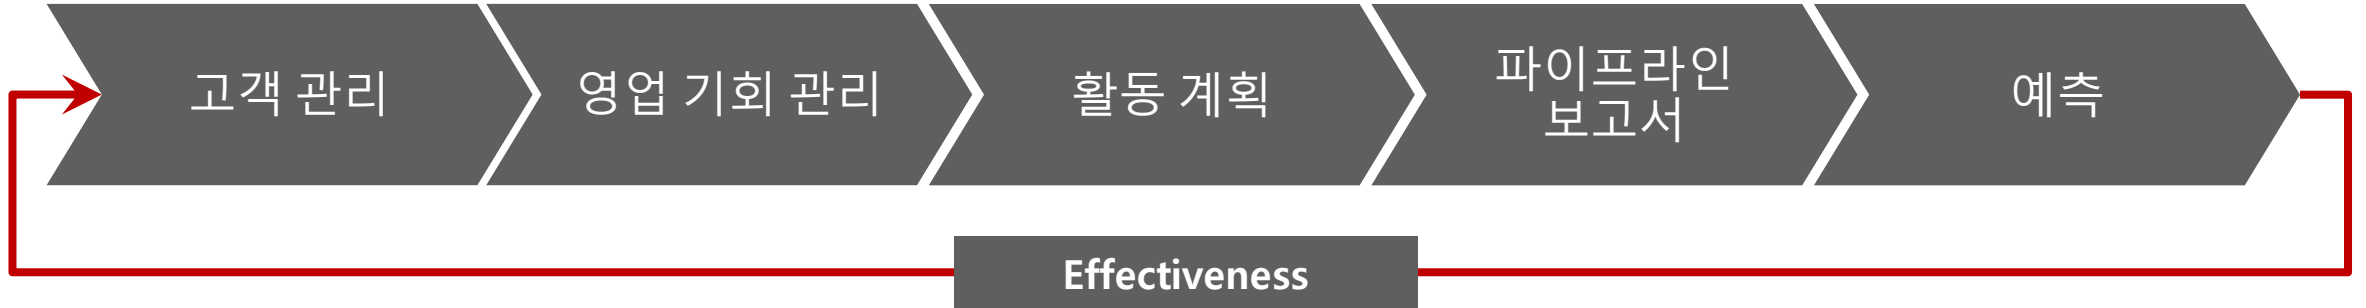 고객 관리
영업 기회 관리
활동 계획
파이프라인
보고서
예측
Effectiveness